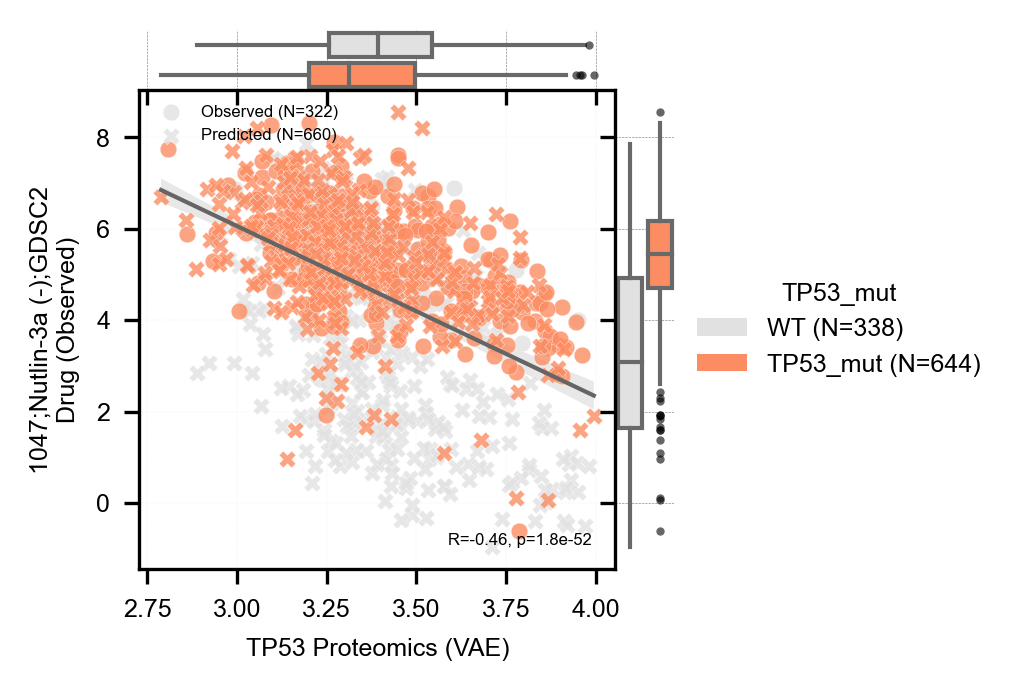 Observed (N=322)
Predicted (N=660)
8
6
4
2
0
1047;Nutlin-3a (-);GDSC2
Drug (Observed)
R=-0.46, p=1.8e-52
2.75
3.00
3.25
3.50
3.75
4.00
TP53 Proteomics (VAE)
TP53_mut
WT (N=338)
TP53_mut (N=644)